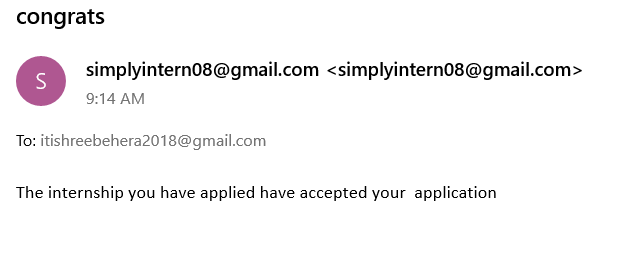 congrats
S
simplyintern08@gmail.com <simplyintern08@gmail.com>
9:14 AM
To: itishreebehera2018@gmail.com
The internship you have applied have accepted your  application